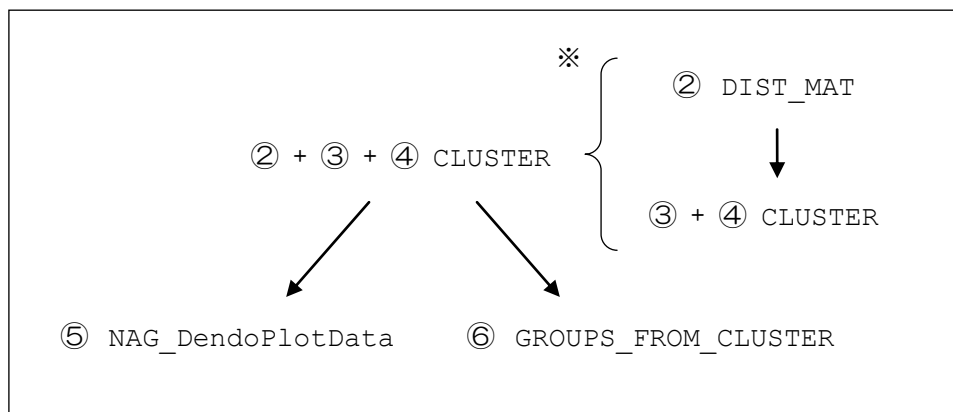 ※
② DIST_MAT
② + ③ + ④ CLUSTER
③ + ④ CLUSTER
⑤ NAG_DendoPlotData
⑥ GROUPS_FROM_CLUSTER